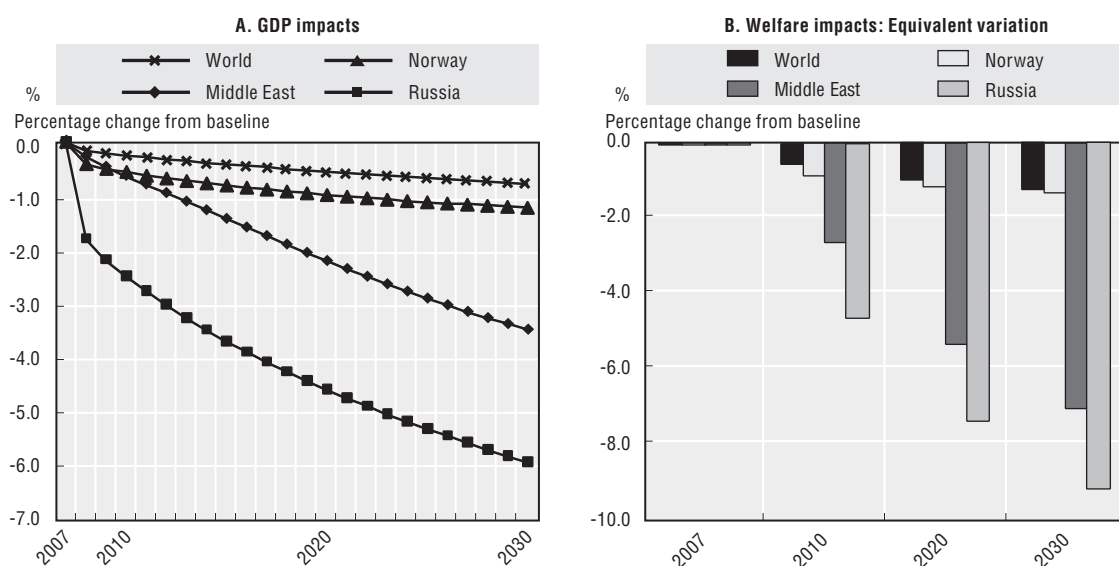 A. GDP impacts
World
Norway
Middle East
Russia
%
Percentage change from baseline
0.0
-1.0
-2.0
-3.0
-4.0
-5.0
-6.0
-7.0
2007
2010
2020
2030
B. Welfare impacts: Equivalent variation
World
Norway
Middle East
Russia
%
Percentage change from baseline
0.0
-2.0
-4.0
-6.0
-8.0
-10.0
2007
2010
2020
2030